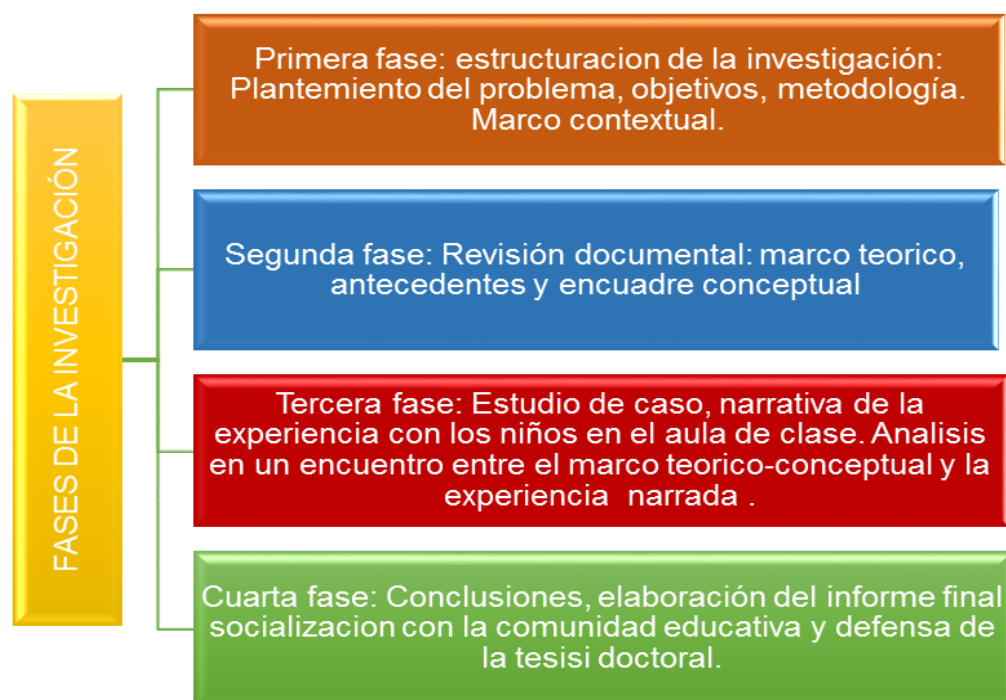 FASES DE LA INVESTIGACIÓN
Primera fase: estructuracion de la investigación:
Plantemiento del problema, objetivos, metodología.
Marco contextual.
Segunda fase: Revisión documental: marco teorico,
antecedentes y encuadre conceptual
Tercera fase: Estudio de caso, narrativa de la
experiencia con los niños en el aula de clase. Analisis
en un encuentro entre el marco teorico-conceptual y la
experiencia narrada .
Cuarta fase: Conclusiones, elaboración del informe final
socializacion con la comunidad educativa y defensa de
la tesisi doctoral.